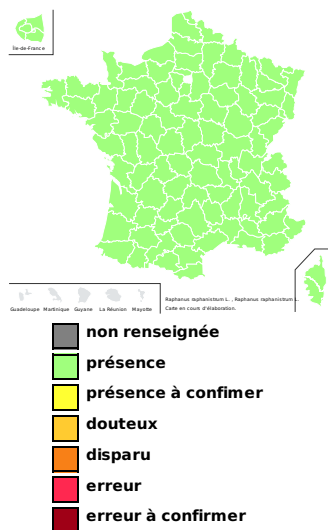 Île-de-France
Guadeloupe Martinique Guyane La Réunion Mayotte
Raphanus raphanistrum L. , Raphanus raphanistrum L.
Carte en cours d'élaboration.
non renseignée
présence
présence à confimer
douteux
disparu
erreur
erreur à confirmer